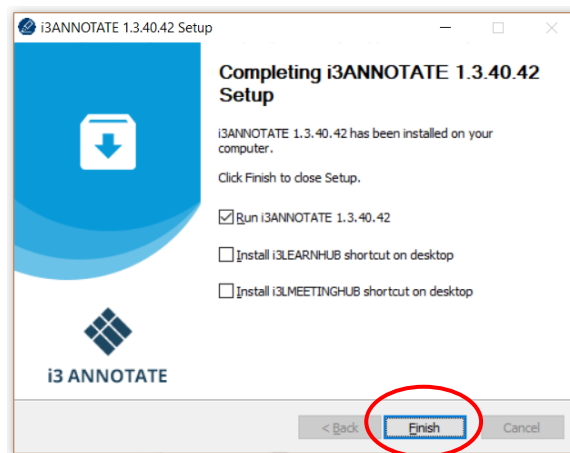 i3ANNOTATE 1.3.40.42 Setup
Completing i3ANNOTATE 1.3.40.42
Setup
i3ANNOTATE 1.3.40.42 has been installed on your
computer.
Click Finish to close Setup.
Run i3ANNOTATE 1.3.40.42
Install i3LEARNHUB shortcut on desktop
Install i3LMEETINGHUB shortcut on desktop
i3 ANNOTATE
< Back
Finish
Cancel